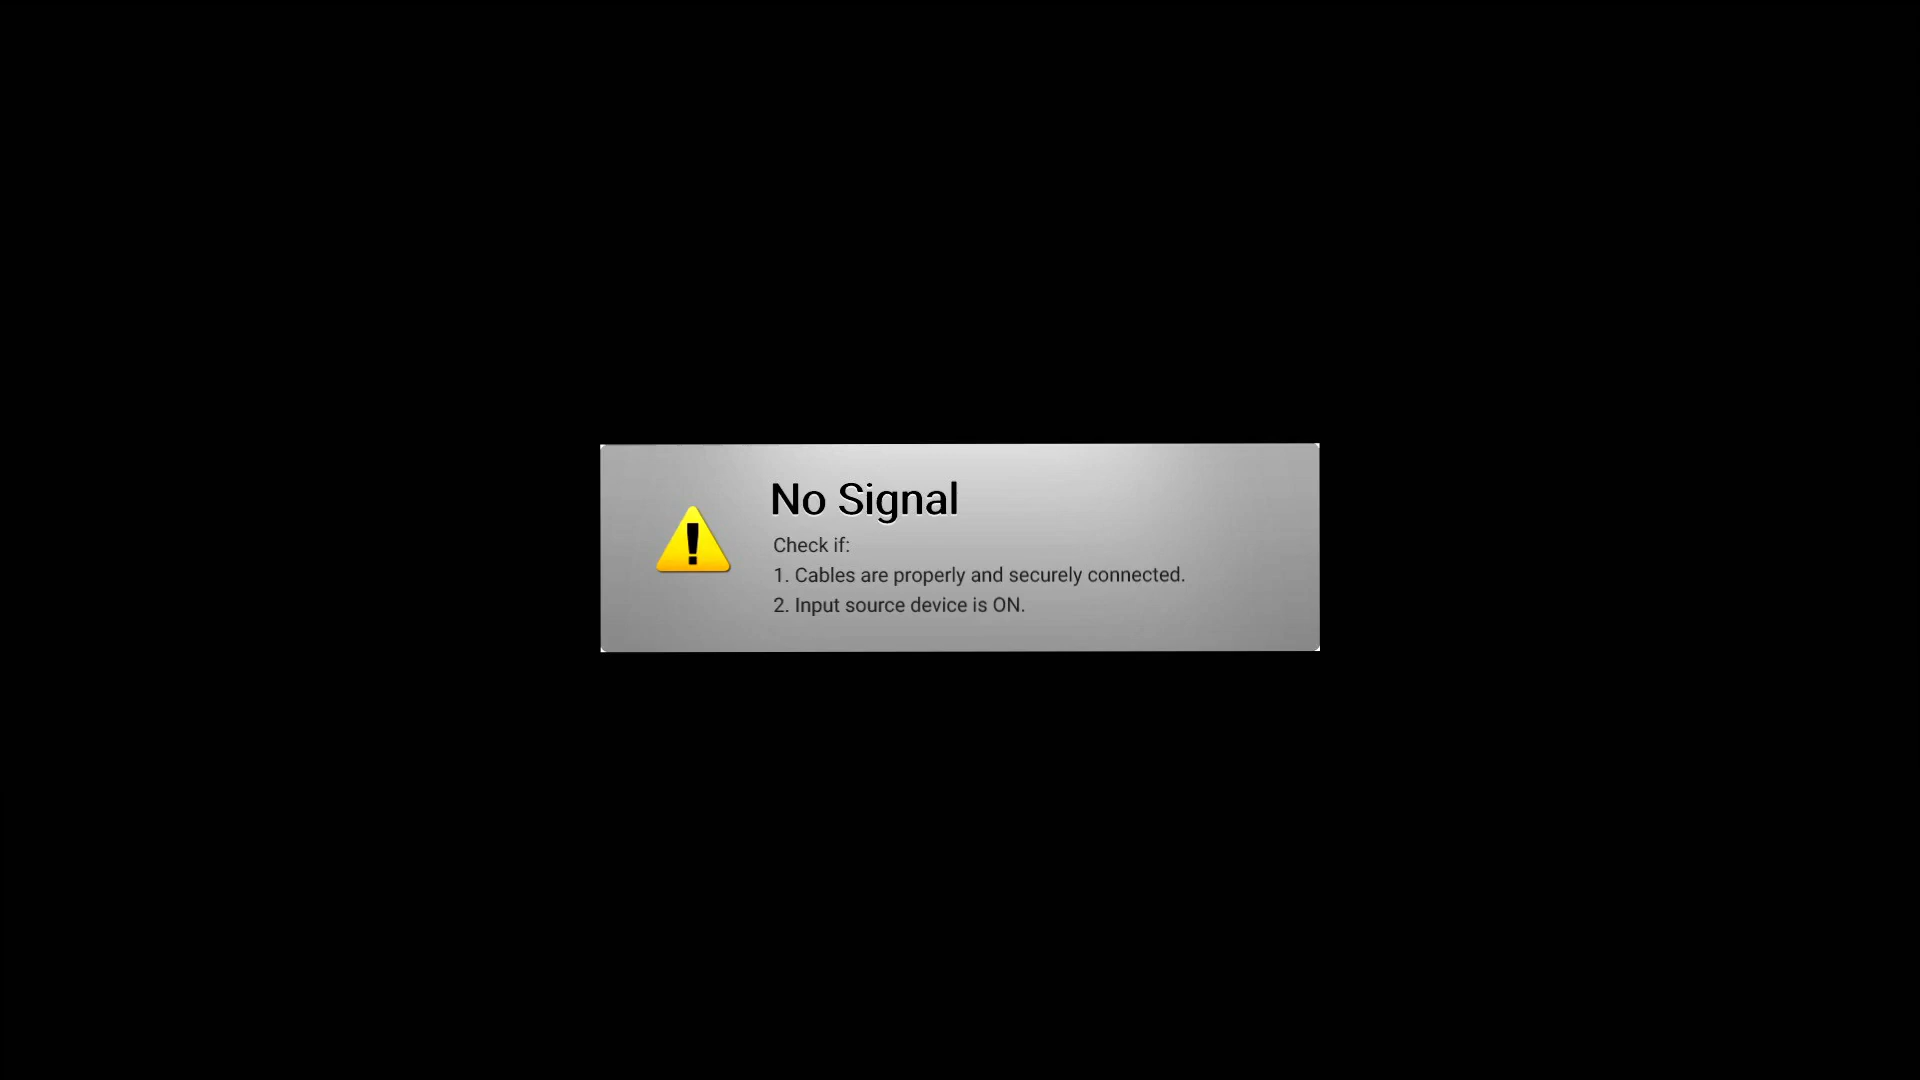 No Signal
Check if:
1. Cables are properly and securely connected.
2. Input source device is ON.